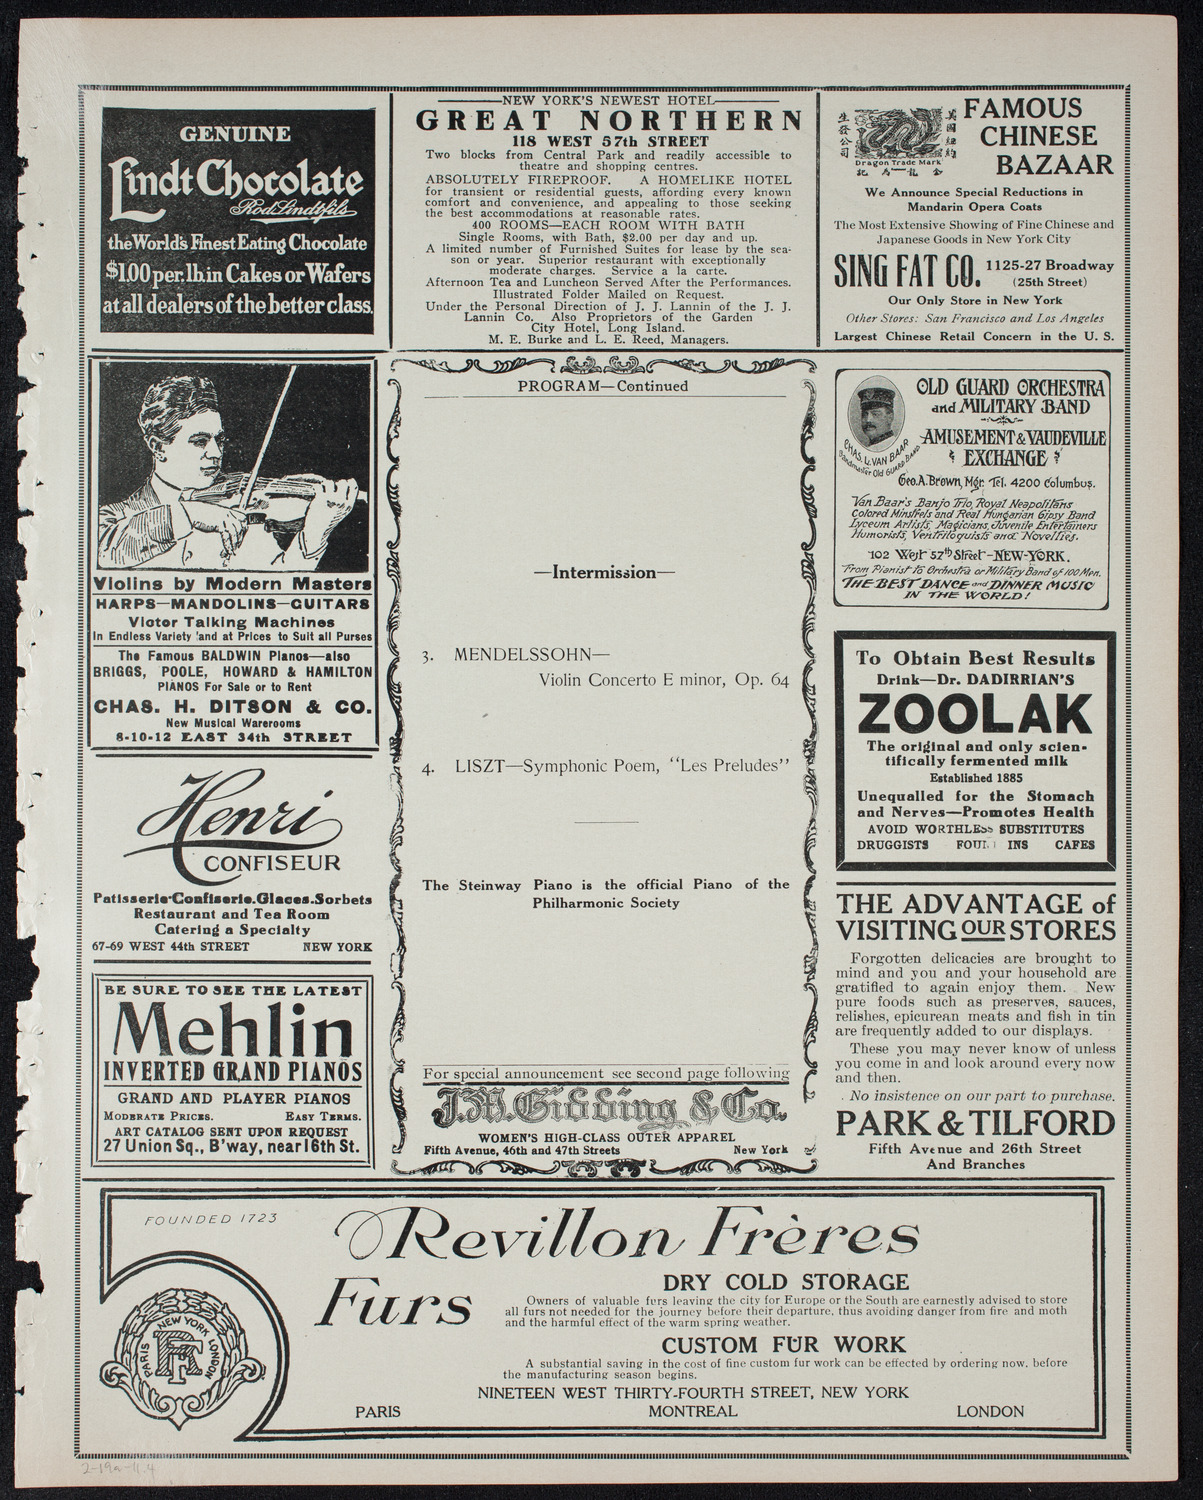 GENUINE
Lindt Chocolate
Rod. Lindt fils
the World's Finest Eating Chocolate
$1.00 per. lb. in Cakes or Wafers
at all dealers of the better class.
NEW YORK'S NEWEST HOTEL
GREAT NORTHERN
118 WEST 57th STREET
Two blocks from Central Park and readily accessible to
theatre and shopping centres.
ABSOLUTELY FIREPROOF. A HOMELIKE HOTEL
for transient or residential guests, affording every known
comfort and convenience, and appealing to those seeking
the best accommodations at reasonable rates.
400 ROOMS—EACH ROOM WITH BATH
Single Rooms, with Bath, $2.00 per day and up.
A limited number of Furnished Suites for lease by the sea-
son or year. Superior restaurant with exceptionally
moderate charges. Service a la carte.
Afternoon Tea and Luncheon Served After the Performances.
Illustrated Folder Mailed on Request.
Under the Personal Direction of J. J. Lannin of the J. J.
Lannin Co. Also Proprietors of the Garden
City Hotel, Long Island.
M. E. Burke and L. E. Reed, Managers.
生發公司
美國紐約
Dragon Trade Mark
FAMOUS
CHINESE
BAZAAR
We Announce Special Reductions in
Mandarin Opera Coats
The Most Extensive Showing of Fine Chinese and
Japanese Goods in New York City
SING FAT CO. 1125-27 Broadway
(25th Street)
Our Only Store in New York
Other Stores: San Francisco and Los Angeles
Largest Chinese Retail Concern in the U. S.
Violins by Modern Masters
HARPS—MANDOLINS—GUITARS
Victor Talking Machines
In Endless Variety and at Prices to Suit all Purses
The Famous BALDWIN Pianos—also
BRIGGS, POOLE, HOWARD & HAMILTON
PIANOS For Sale or to Rent
CHAS. H. DITSON & CO.
New Musical Warerooms
8-10-12 EAST 34th STREET
Henri
CONFISEUR
Patisserie.Confiserie.Glaces.Sorbets
Restaurant and Tea Room
Catering a Specialty
67-69 WEST 44th STREET NEW YORK
BE SURE TO SEE THE LATEST
Mehlin
INVERTED GRAND PIANOS
GRAND AND PLAYER PIANOS
MODERATE PRICES. EASY TERMS.
ART CATALOG SENT UPON REQUEST
27 Union Sq., B'way, near 16th St.
PROGRAM—Continued
—Intermission—
3. MENDELSSOHN—
Violin Concerto E minor, Op. 64
4. LISZT—Symphonic Poem, "Les Preludes"
The Steinway Piano is the official Piano of the
Philharmonic Society
For special announcement see second page following
J.M. Gidding & Co.
WOMEN'S HIGH-CLASS OUTER APPAREL
Fifth Avenue, 46th and 47th Streets New York
CHAS. L. VAN BAAR
Bandmaster Old GUARD BAND
OLD GUARD ORCHESTRA
and MILITARY BAND
AMUSEMENT & VAUDEVILLE
EXCHANGE
Geo. A. Brown, Mgr. Tel. 4200 Columbus.
Van Baar's Banjo Trio, Royal Neapolitans
Colored Minstrels and Real Hungarian Gipsy Band
Lyceum Artists, Magicians, Juvenile Entertainers
Humorists, Ventriloquists and Novelties.
102 West 57th Street - NEW-YORK.
From Pianist to Orchestra or Military Band of 100 Men.
THE BEST DANCE and DINNER MUSIC
IN THE WORLD!
To Obtain Best Results
Drink—Dr. DADIRRIAN'S
ZOOLAK
The original and only scien-
tifically fermented milk
Established 1885
Unequalled for the Stomach
and Nerves—Promotes Health
AVOID WORTHLESS SUBSTITUTES
DRUGGISTS INS CAFES
THE ADVANTAGE of
VISITING OUR STORES
Forgotten delicacies are brought to
mind and you and your household are
gratified to again enjoy them. New
pure foods such as preserves, sauces,
relishes, epicurean meats and fish in tin
are frequently added to our displays.
These you may never know of unless
you come in and look around every now
and then.
No insistence on our part to purchase.
PARK & TILFORD
Fifth Avenue and 26th Street
And Branches
FOUNDED 1723
NEW YORK
PARIS
LONDON
RF
Revillon Frères
Furs
DRY COLD STORAGE
Owners of valuable furs leaving the city for Europe or the South are earnestly advised to store
all furs not needed for the journey before their departure, thus avoiding danger from fire and moth
and the harmful effect of the warm spring weather.
CUSTOM FUR WORK
A substantial saving in the cost of fine custom fur work can be effected by ordering now, before
the manufacturing season begins.
NINETEEN WEST THIRTY-FOURTH STREET, NEW YORK
PARIS MONTREAL LONDON